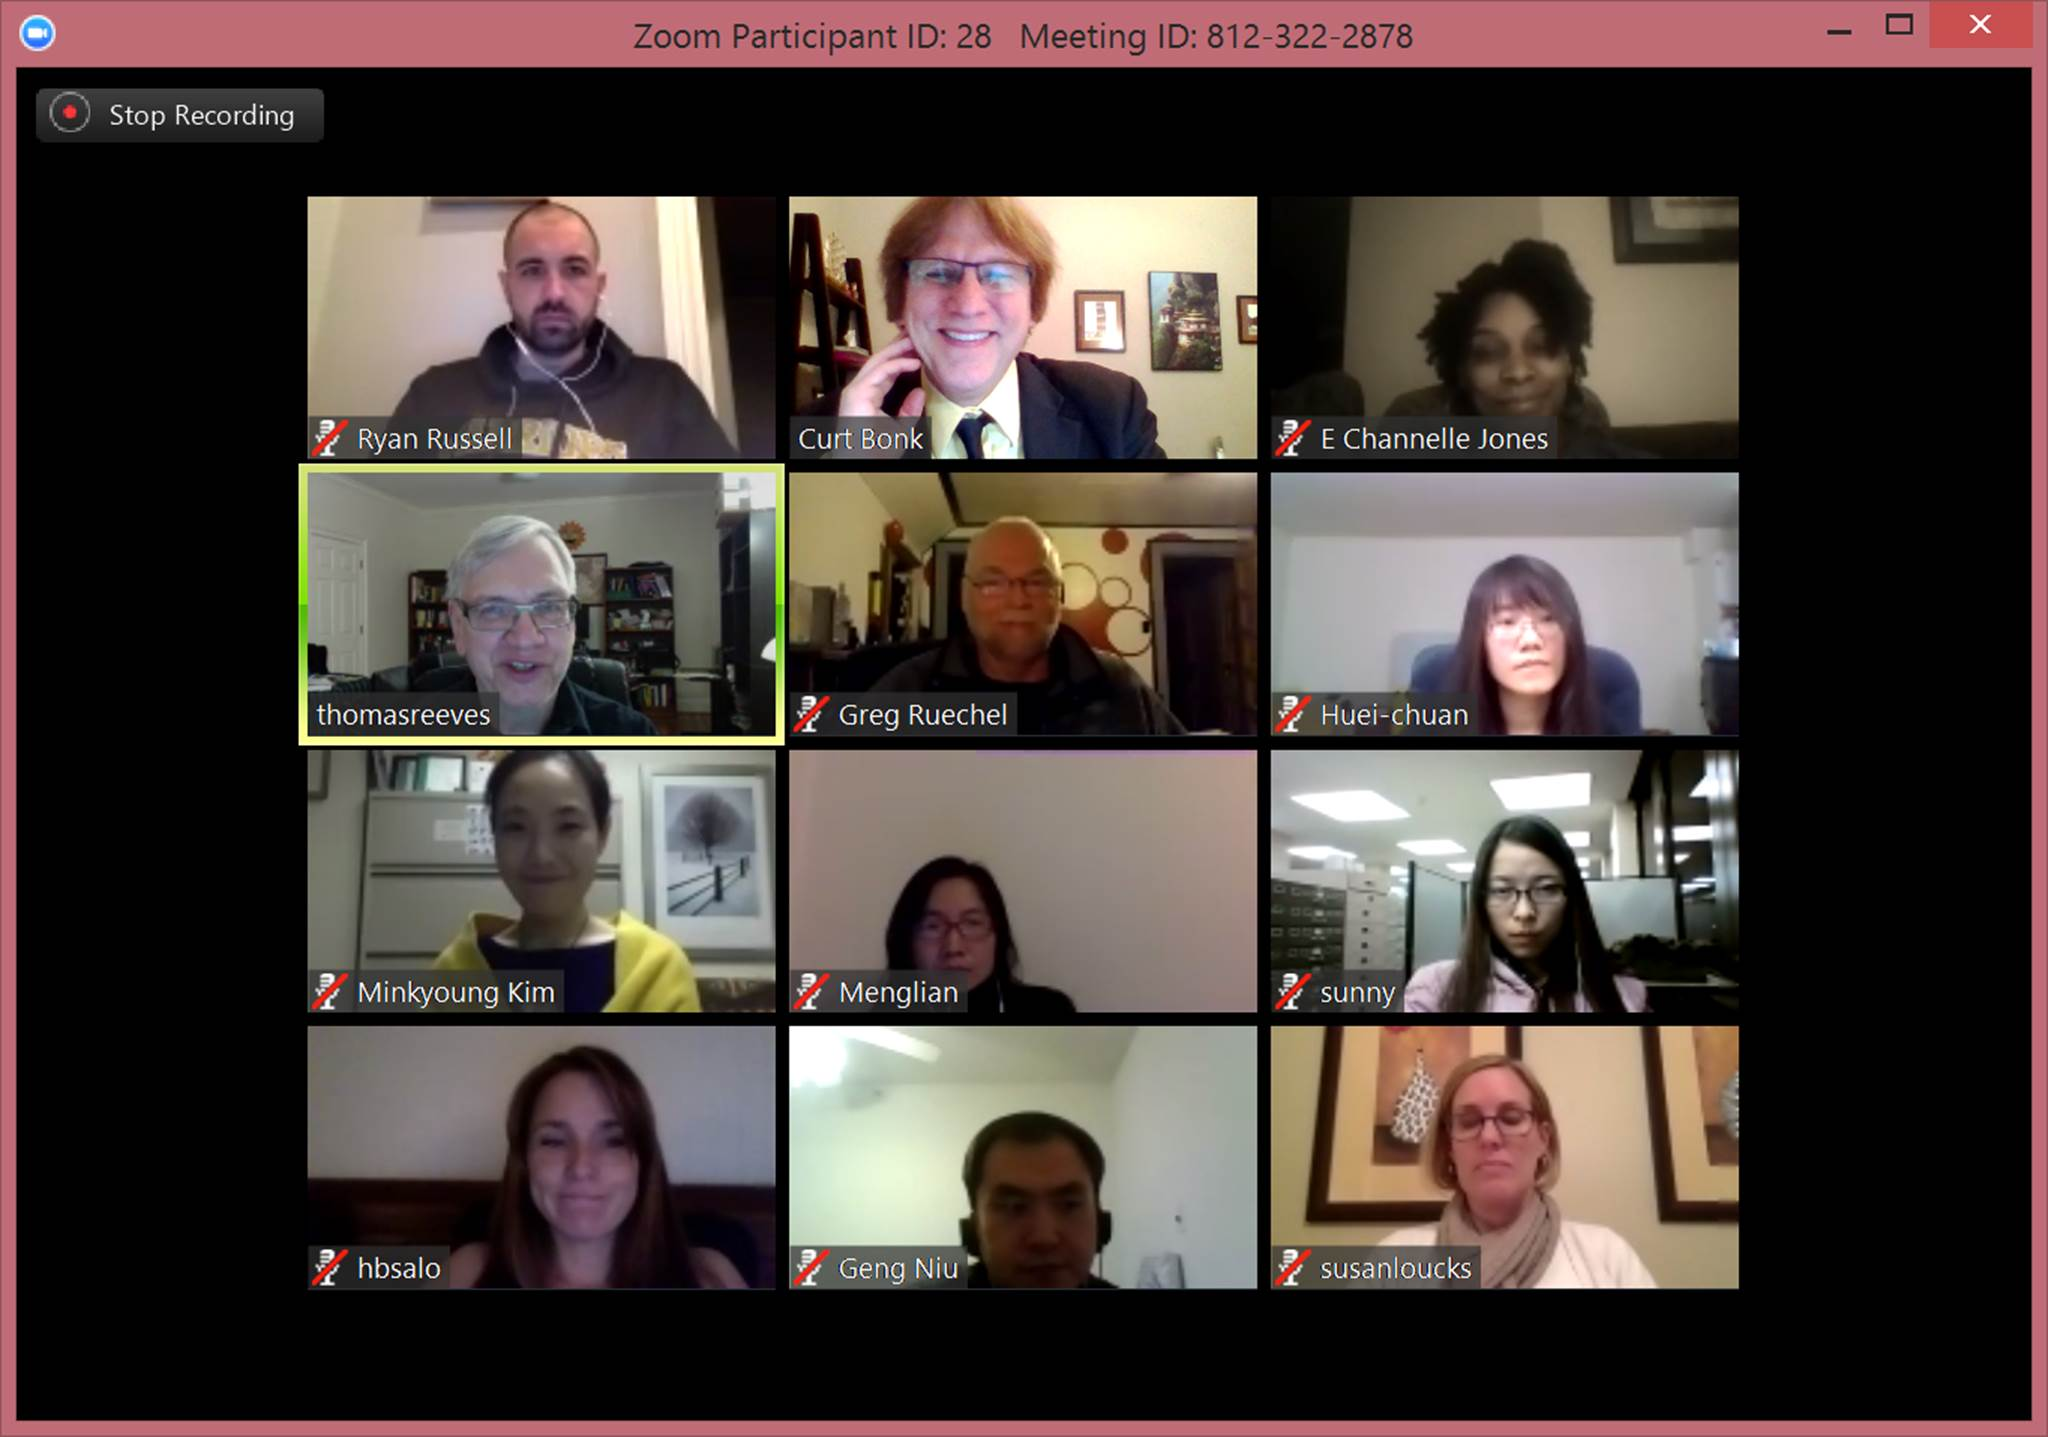 Zoom Participant ID: 28   Meeting ID: 812-322-2878
Stop Recording
Ryan Russell
Curt Bonk
E Channelle Jones
thomasreeves
Greg Ruechel
Huei-chuan
Minkyoung Kim
Menglian
sunny
hbsalo
Geng Niu
susanloucks